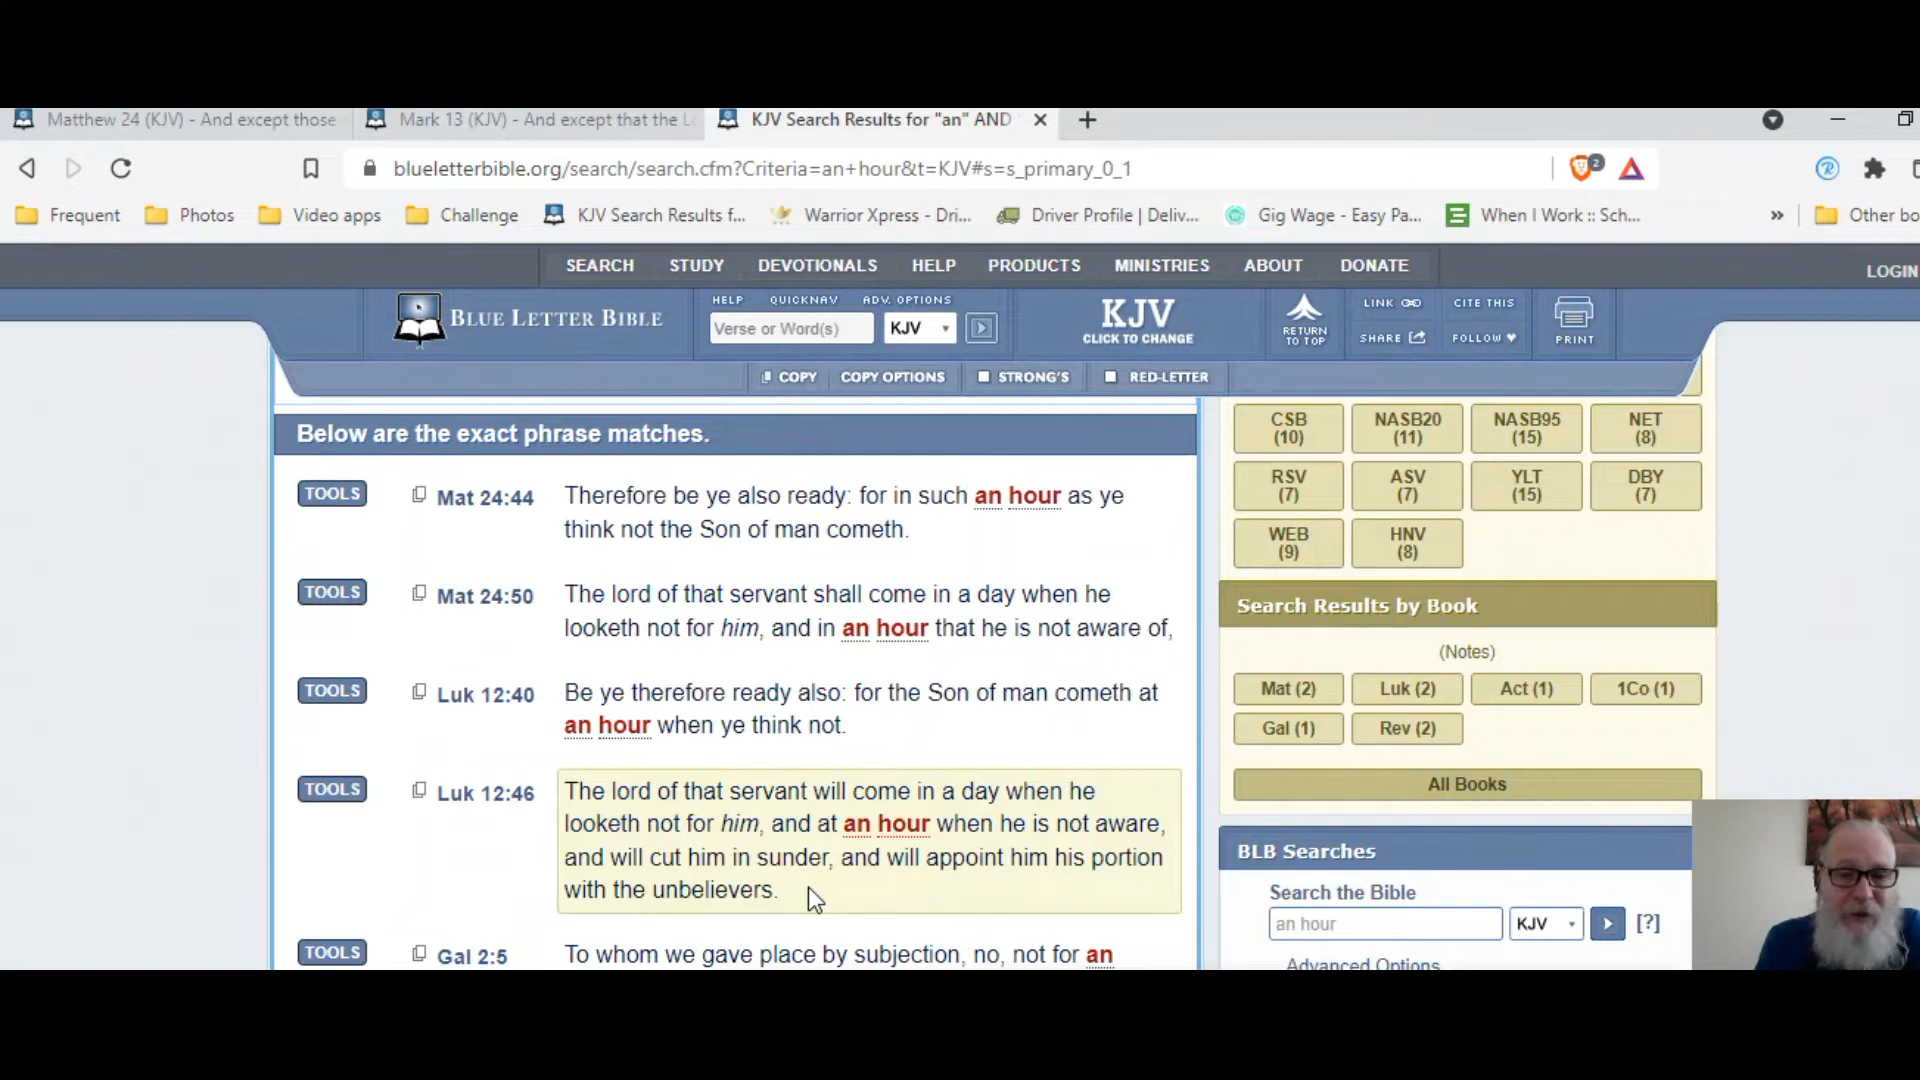 Matthew 24 (KJV) - And except those
Mark 13 (KJV) - And except that the L
KJV Search Results for "an" AND
blueletterbible.org/search/search.cfm?Criteria=an+hour&t=KJV#s=s_primary_0_1
2
Frequent
Photos
Video apps
Challenge
KJV Search Results f...
Warrior Xpress - Dri...
Driver Profile | Deliv...
Gig Wage - Easy Pa...
When I Work :: Sch...
»
Other bo
SEARCH
STUDY
DEVOTIONALS
HELP
PRODUCTS
MINISTRIES
ABOUT
DONATE
LOGIN
BLUE LETTER BIBLE
HELP
QUICKNAV
ADV. OPTIONS
Verse or Word(s)
KJV
KJV
CLICK TO CHANGE
RETURN
TO TOP
LINK
CITE THIS
SHARE
FOLLOW
PRINT
COPY
COPY OPTIONS
STRONG'S
RED-LETTER
Below are the exact phrase matches.
TOOLS
Mat 24:44
Therefore be ye also ready: for in such an hour as ye
think not the Son of man cometh.
TOOLS
Mat 24:50
The lord of that servant shall come in a day when he
looketh not for him, and in an hour that he is not aware of,
TOOLS
Luk 12:40
Be ye therefore ready also: for the Son of man cometh at
an hour when ye think not.
TOOLS
Luk 12:46
The lord of that servant will come in a day when he
looketh not for him, and at an hour when he is not aware,
and will cut him in sunder, and will appoint him his portion
with the unbelievers.
TOOLS
Gal 2:5
To whom we gave place by subjection, no, not for an
CSB
(10)
NASB20
(11)
NASB95
(15)
NET
(8)
RSV
(7)
ASV
(7)
YLT
(15)
DBY
(7)
WEB
(9)
HNV
(8)
Search Results by Book
(Notes)
Mat (2)
Luk (2)
Act (1)
1Co (1)
Gal (1)
Rev (2)
All Books
BLB Searches
Search the Bible
an hour
KJV
[?]
Advanced Options